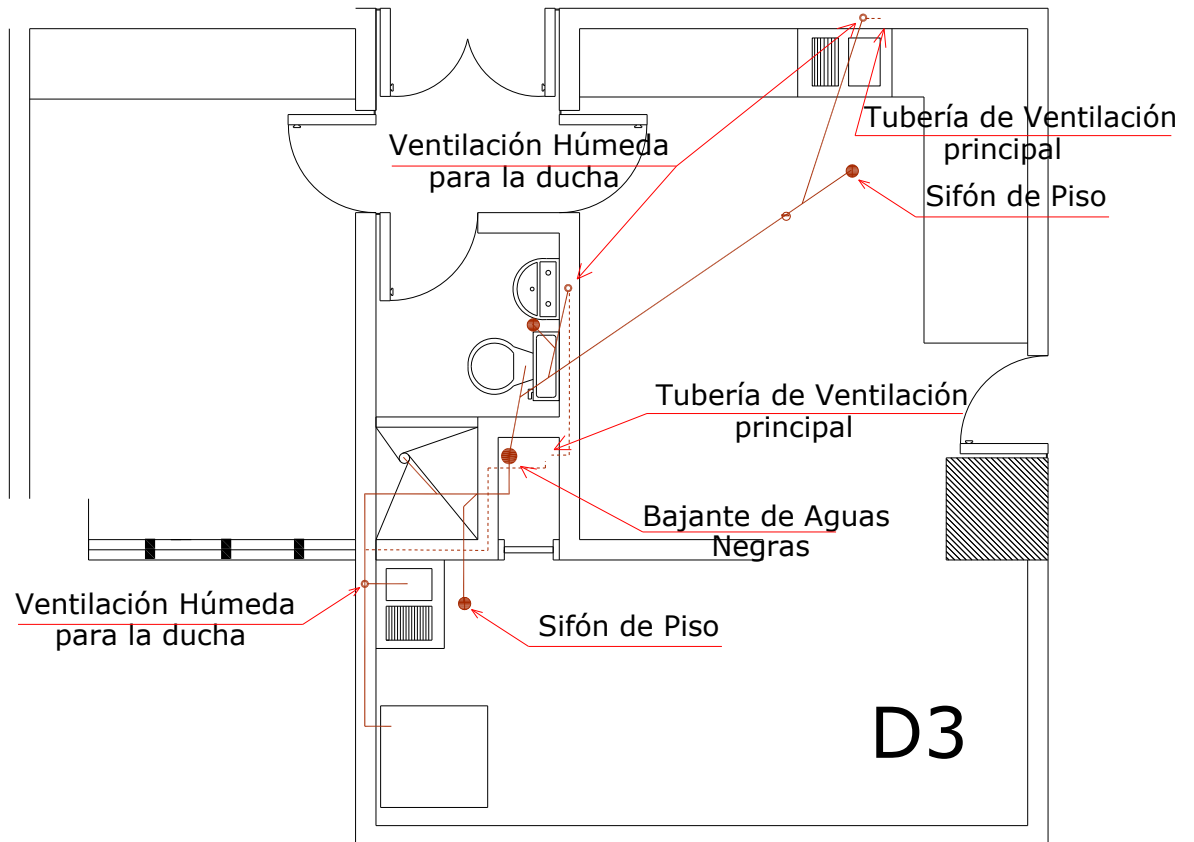 Tubería de Ventilación
principal
Ventilación Húmeda
para la ducha
Sifón de Piso
Tubería de Ventilación
principal
Bajante de Aguas
Negras
Ventilación Húmeda
para la ducha
Sifón de Piso
D3